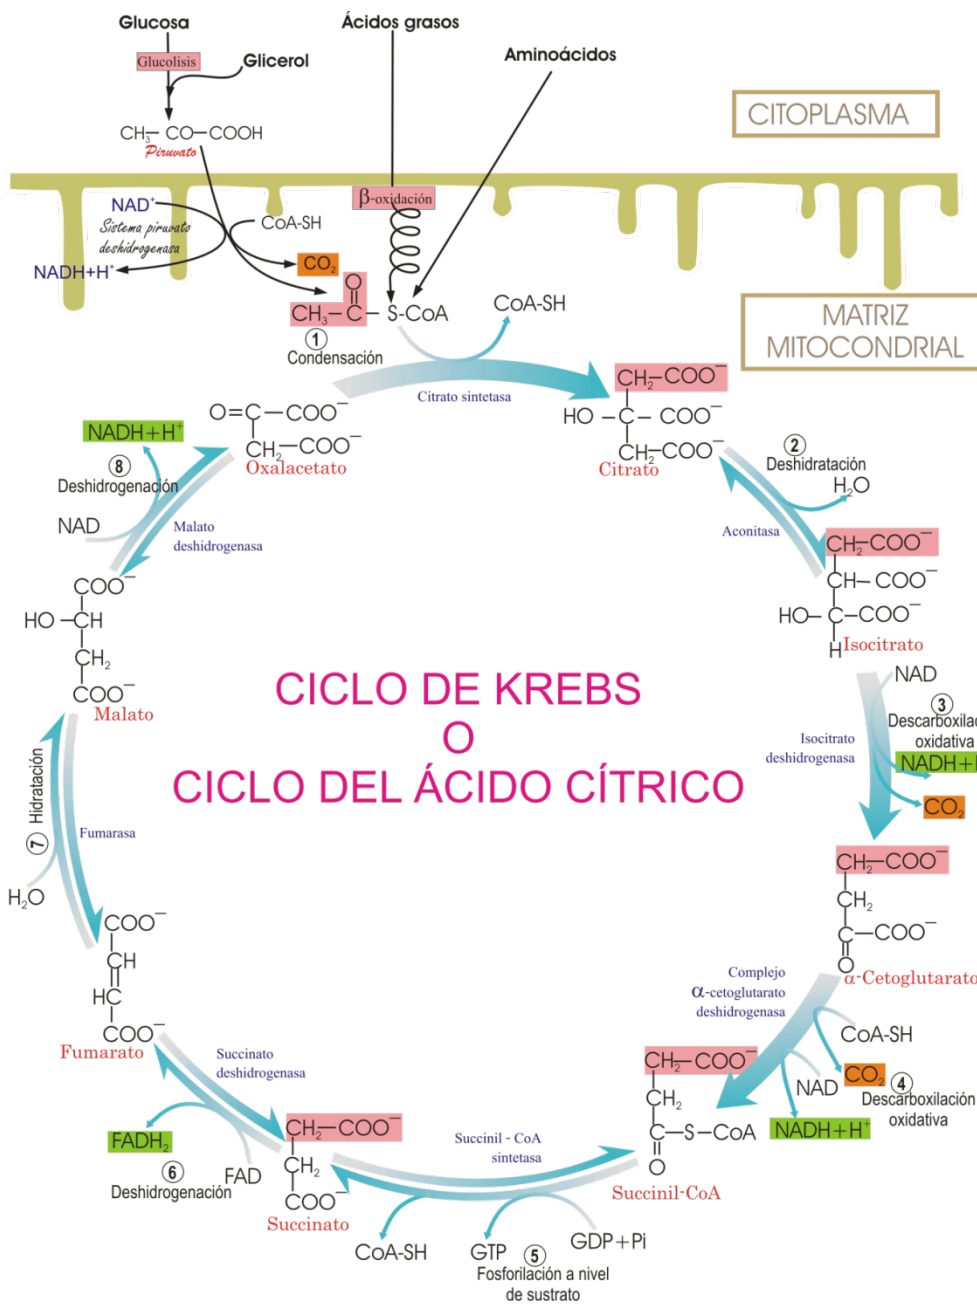 Glucosa
Ácidos grasos
Glucolisis
Glicerol
Aminoácidos
CITOPLASMA
CH₃—CO—COOH
Piruvato
β-oxidación
NAD⁺
CoA-SH
Sistema piruvato
deshidrogenasa
NADH+H⁺
CO₂
O
CH₃—C—S-CoA
CoA-SH
MATRIZ
MITOCONDRIAL
1
Condensación
Citrato sintetasa
CH₂—COO⁻
HO—C—COO⁻
CH₂—COO⁻
Citrato
O=C—COO⁻
CH₂—COO⁻
Oxalacetato
NADH+H⁺
8
Deshidrogenación
NAD
Malato
deshidrogenasa
2
Deshidratación
H₂O
Aconitasa
CH₂—COO⁻
CH—COO⁻
HO—C—COO⁻
H
Isocitrato
COO⁻
HO—CH
CH₂
COO⁻
Malato
CICLO DE KREBS
O
CICLO DEL ÁCIDO CÍTRICO
NAD
3
Descarboxilac
oxidativa
Isocitrato
deshidrogenasa
NADH+H
CO₂
7
Hidratación
Fumarasa
H₂O
CH₂—COO⁻
CH₂
C—COO⁻
O
α-Cetoglutarato
COO⁻
CH
HC
COO⁻
Fumarato
Complejo
α-cetoglutarato
deshidrogenasa
CoA-SH
CO₂
4
NAD
Descarboxilación
oxidativa
NADH+H⁺
Succinato
deshidrogenasa
FADH₂
6
FAD
Deshidrogenación
CH₂—COO⁻
CH₂
COO⁻
Succinato
Succinil - CoA
sintetasa
CH₂—COO⁻
CH₂
C—S—CoA
O
Succinil-CoA
CoA-SH
GTP
5
GDP+Pi
Fosforilación a nivel
de sustrato